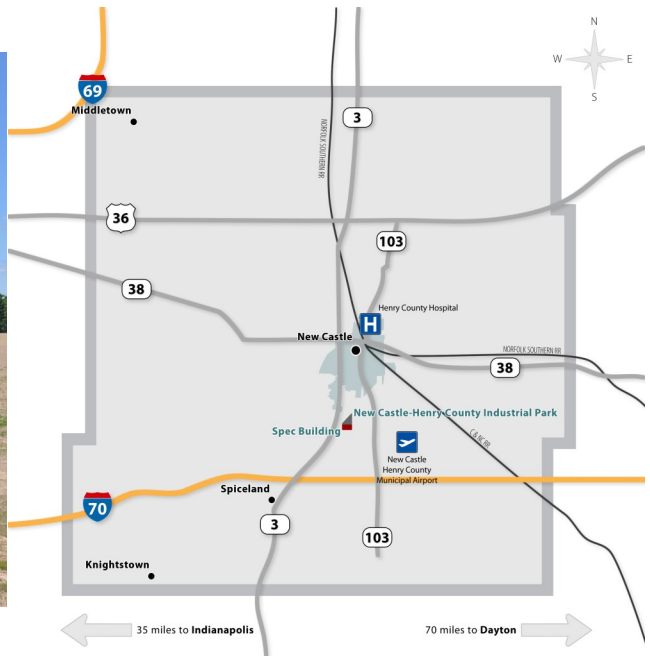 N
W
E
S
69
Middletown
3
NORFOLK SOUTHERN RR.
36
103
38
Henry County Hospital
H
New Castle
NORFOLK SOUTHERN RR.
38
New Castle-Henry County Industrial Park
Spec Building
C & NC RR.
New Castle
Henry County
Municipal Airport
Spiceland
70
3
103
Knightstown
35 miles to Indianapolis
70 miles to Dayton